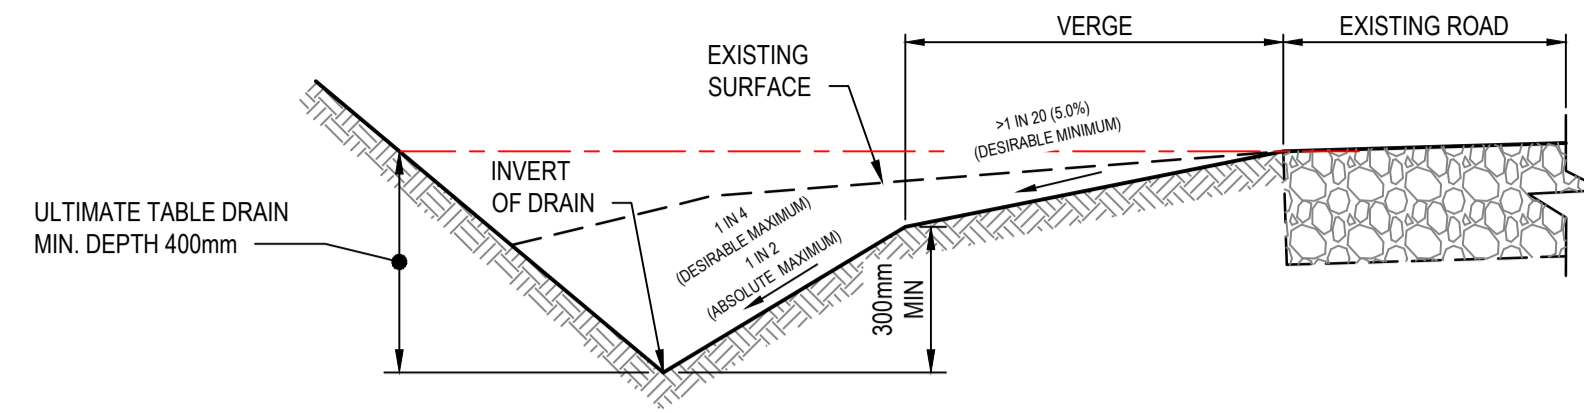 VERGE
EXISTING ROAD
EXISTING
SURFACE
>1 IN 20 (5.0%)
(DESIRABLE MINIMUM)
INVERT
OF DRAIN
ULTIMATE TABLE DRAIN
MIN. DEPTH 400mm
1 IN 4
(DESIRABLE MAXIMUM)
1 IN 2
(ABSOLUTE MAXIMUM)
300mm
MIN